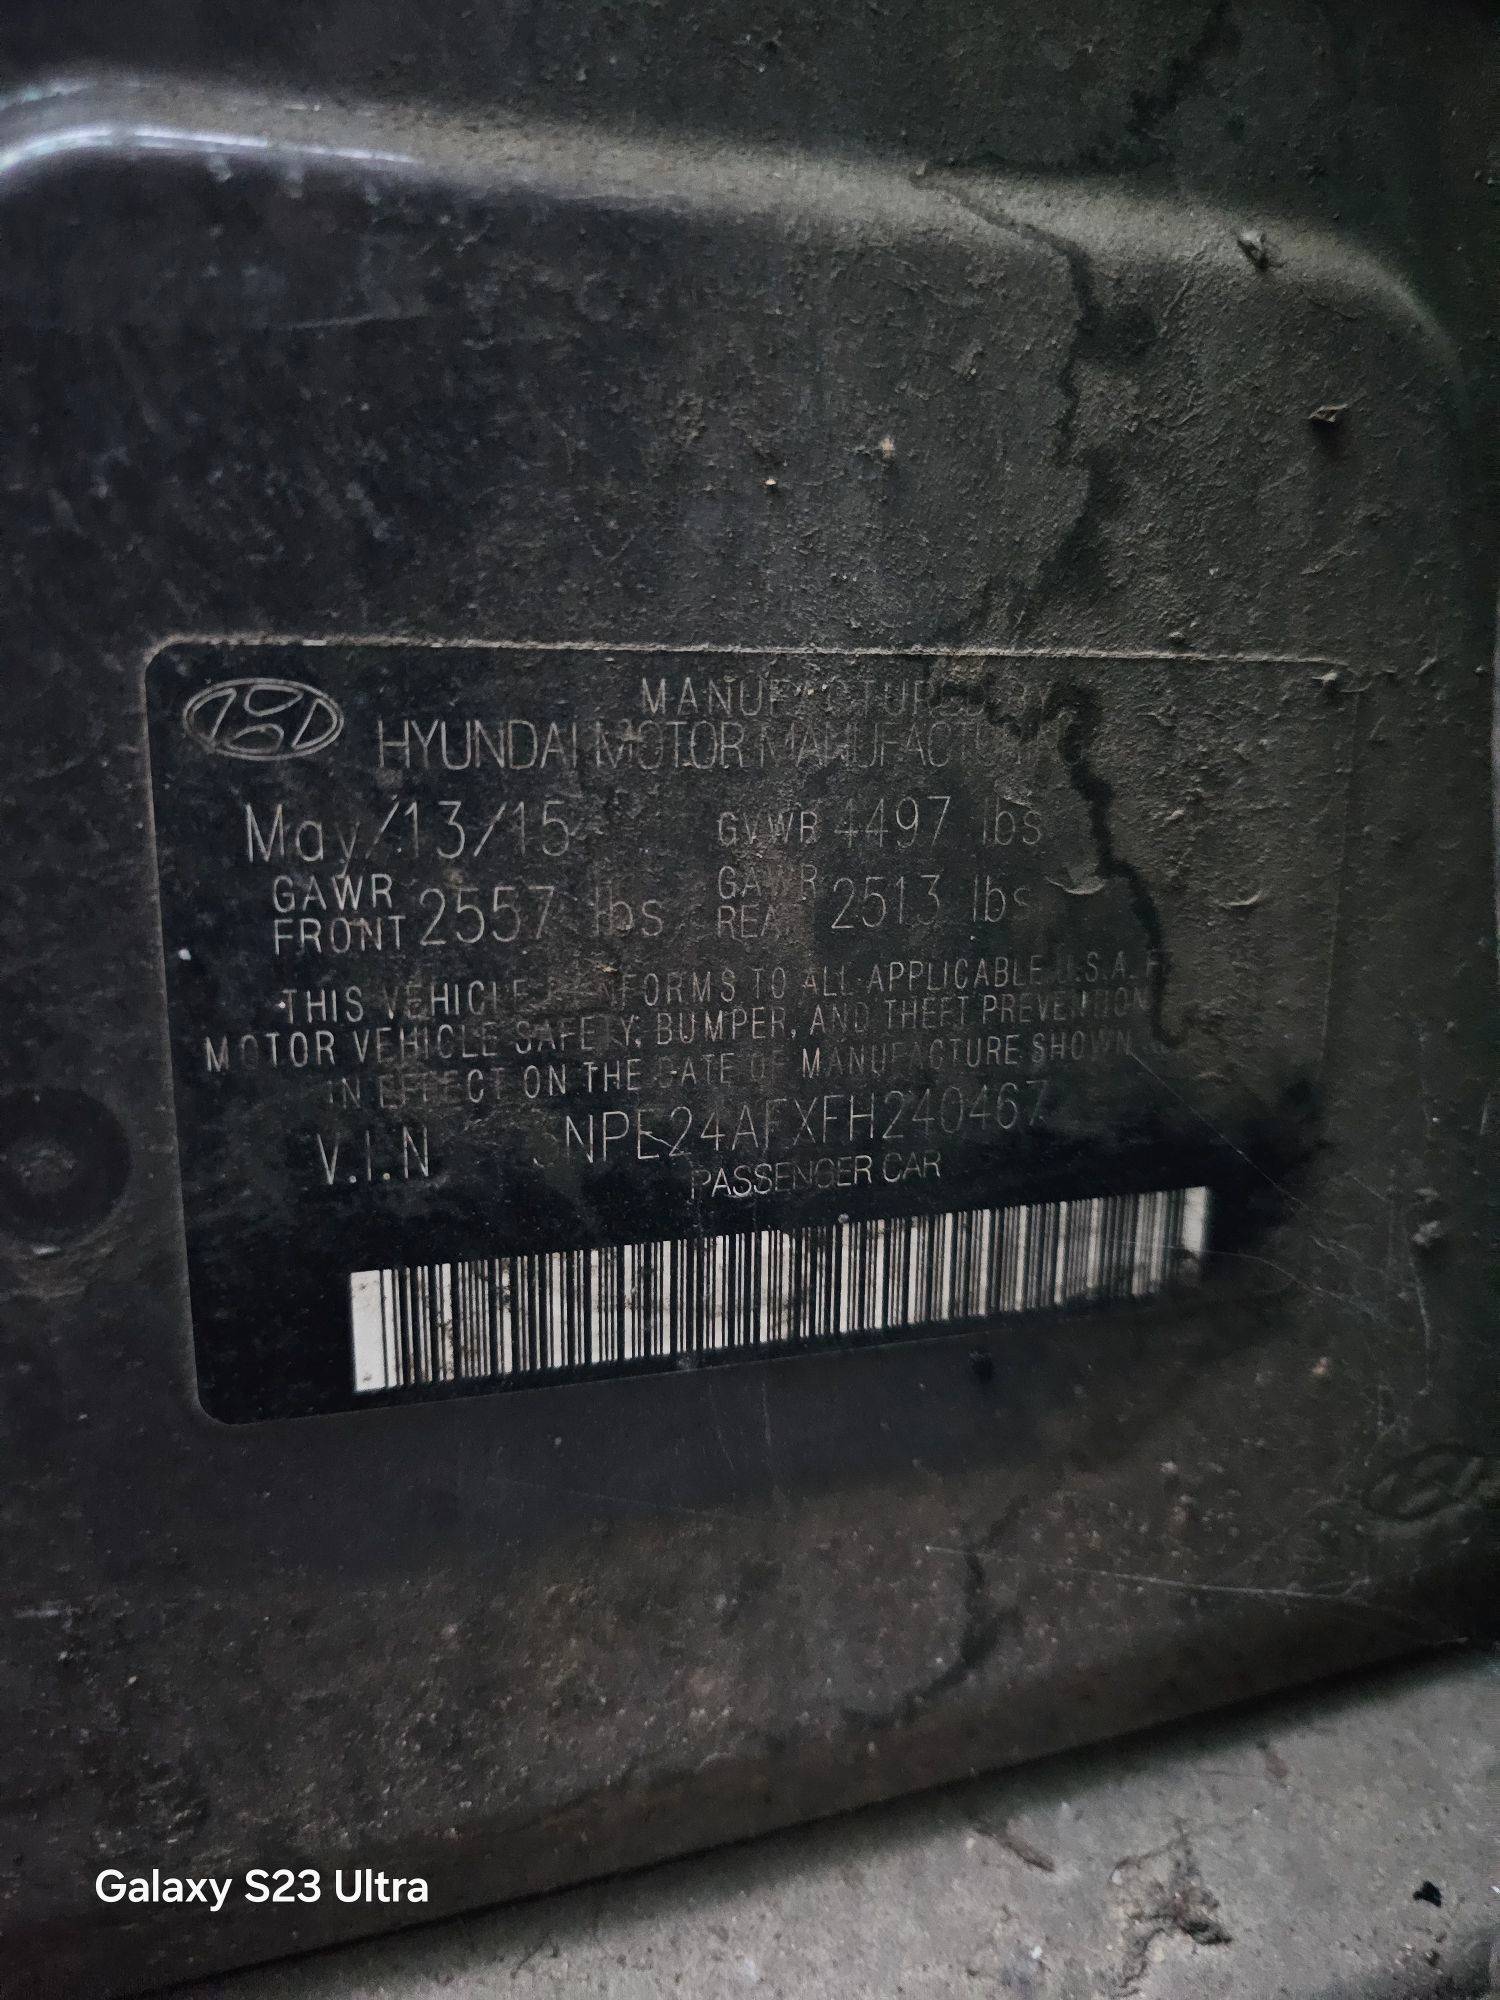 MANUFACTURED BY
HYUNDAI MOTOR MANUFACTURING
May/13/15 GVWR 4497 lbs
GAWR FRONT 2557 lbs GAWR REAR 2513 lbs
THIS VEHICLE CONFORMS TO ALL APPLICABLE U.S.A. F
MOTOR VEHICLE SAFETY, BUMPER, AND THEFT PREVENTION
IN EFFECT ON THE DATE OF MANUFACTURE SHOWN
V.I.N 5NPE24AFXFH240467
PASSENGER CAR
Galaxy S23 Ultra